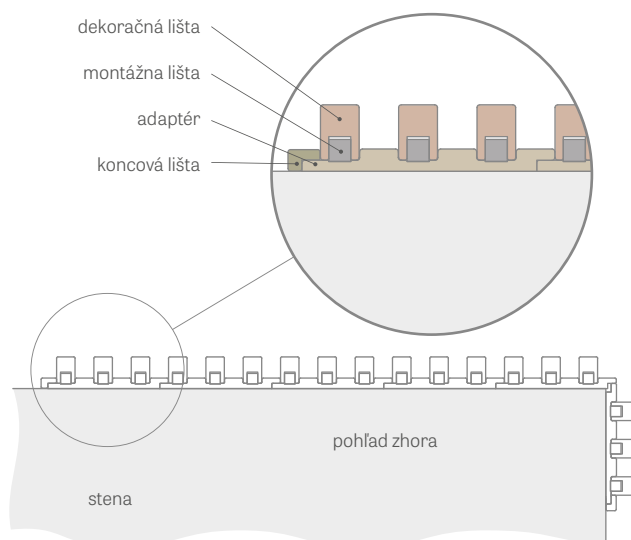 dekoračná lišta
montážna lišta
adaptér
koncová lišta
pohľad zhora
stena